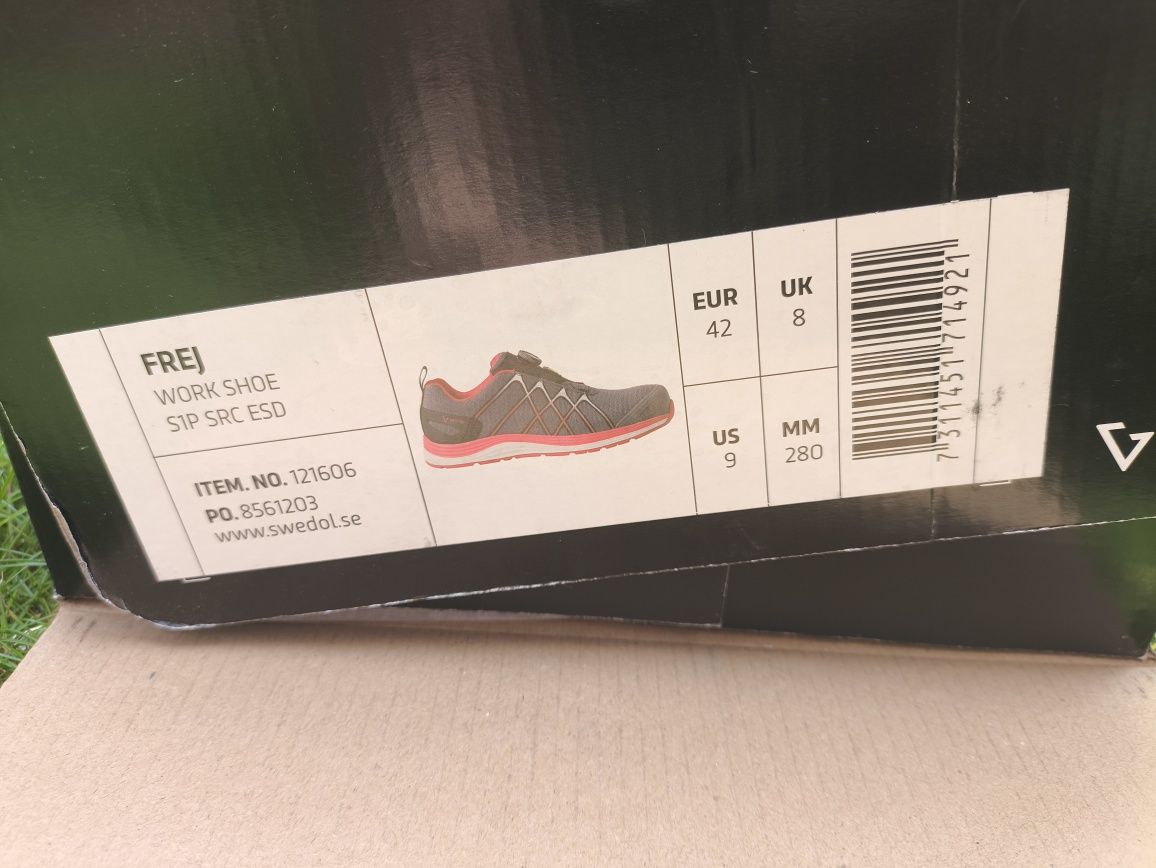 FREJ
WORK SHOE
S1P SRC ESD
ITEM. NO. 121606
PO. 8561203
www.swedol.se
EUR
42
UK
8
US
9
MM
280
7311451714921